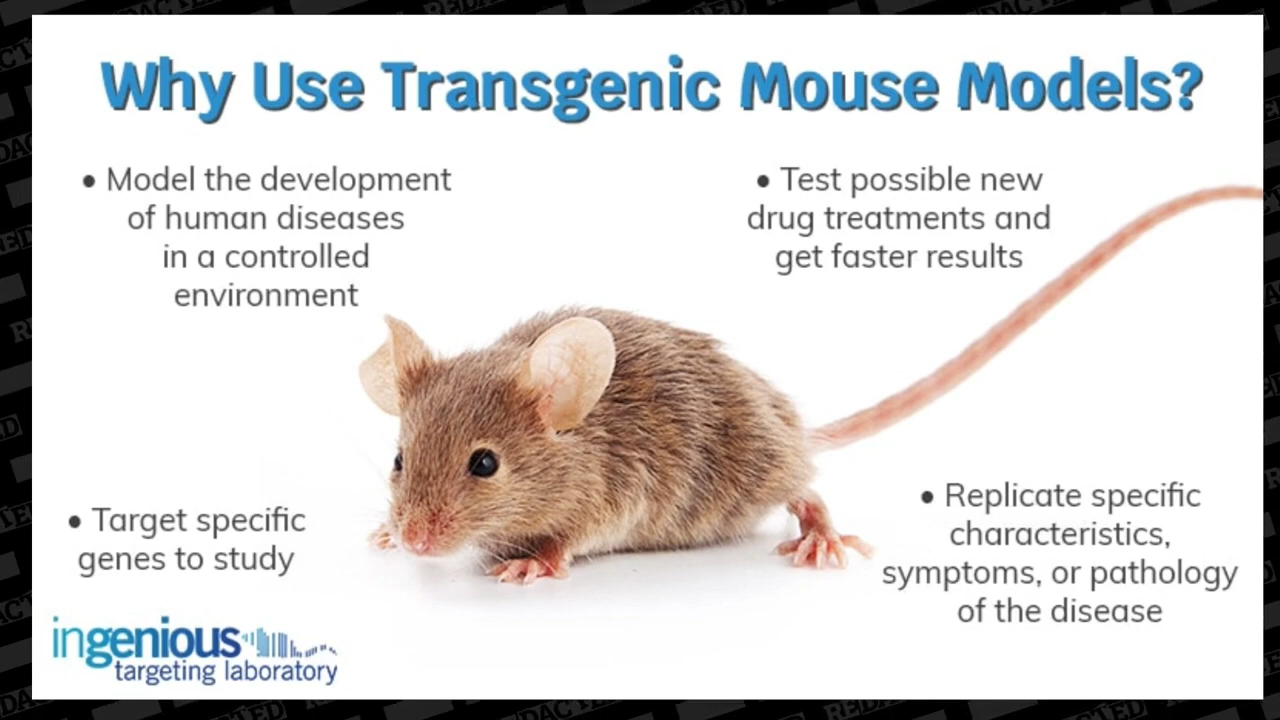 Why Use Transgenic Mouse Models?
• Model the development
of human diseases
in a controlled
environment
• Test possible new
drug treatments and
get faster results
• Target specific
genes to study
• Replicate specific
characteristics,
symptoms, or pathology
of the disease
ingenious
targeting laboratory
REDACTED